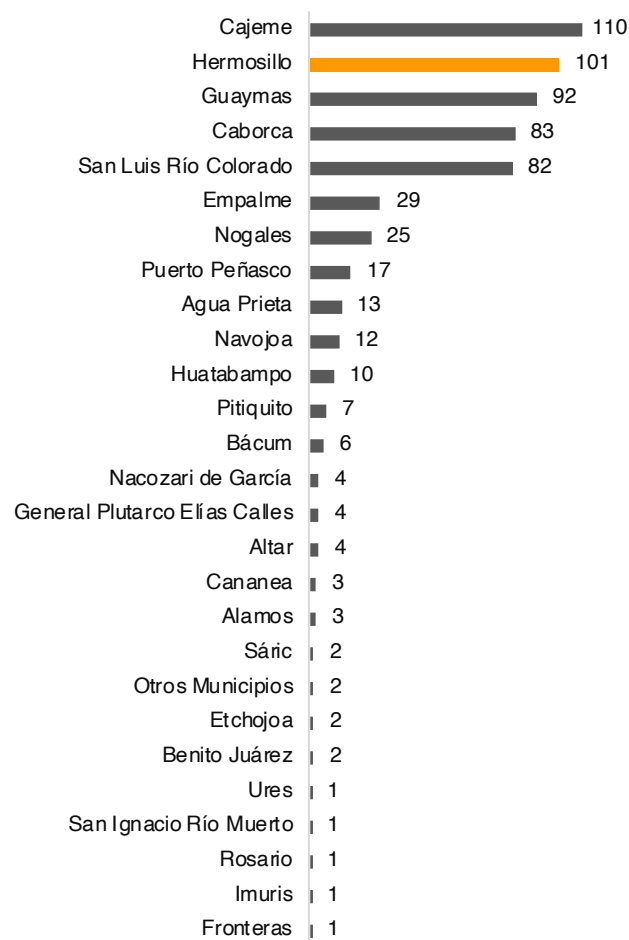 Cajeme 110
Hermosillo 101
Guaymas 92
Caborca 83
San Luis Río Colorado 82
Empalme 29
Nogales 25
Puerto Peñasco 17
Agua Prieta 13
Navojoa 12
Huatabampo 10
Pitiquito 7
Bácum 6
Nacozari de García 4
General Plutarco Elías Calles 4
Altar 4
Cananea 3
Alamos 3
Sáric 2
Otros Municipios 2
Etchojoa 2
Benito Juárez 2
Ures 1
San Ignacio Río Muerto 1
Rosario 1
Imuris 1
Fronteras 1